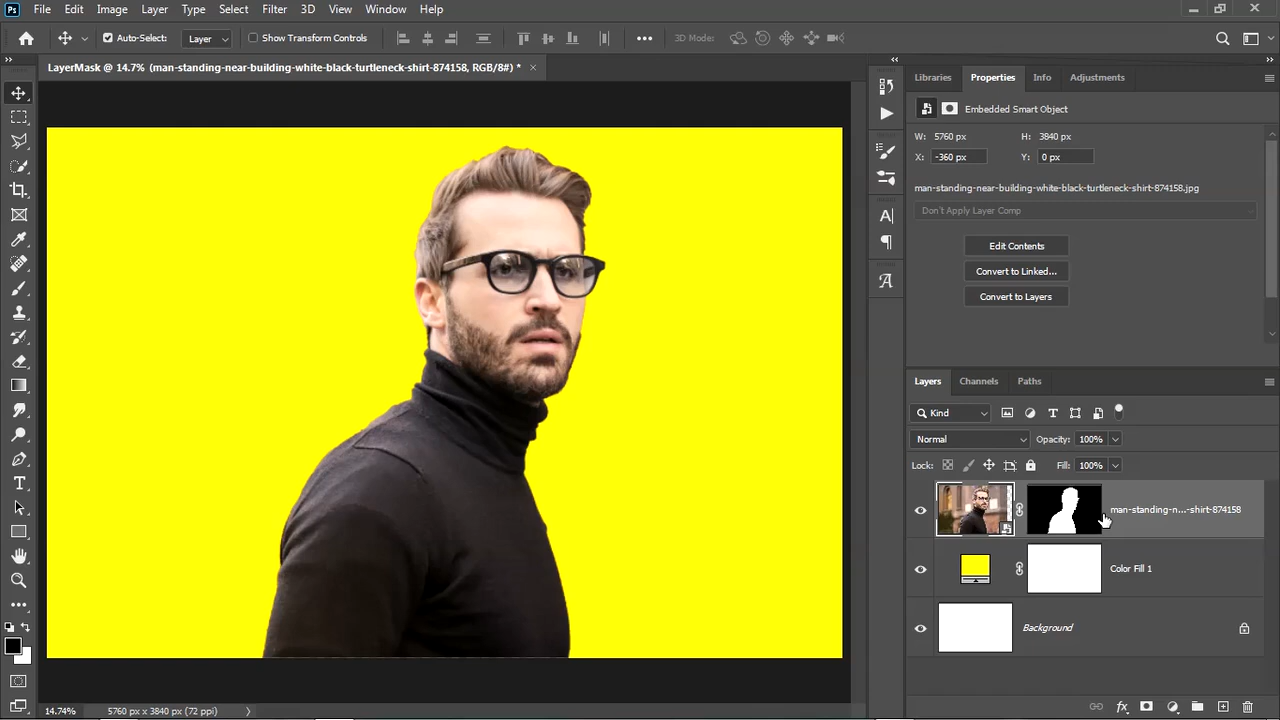 Ps File Edit Image Layer Type Select Filter 3D View Window Help
Auto-Select: Layer Show Transform Controls 3D Mode:
LayerMask @ 14.7% (man-standing-near-building-white-black-turtleneck-shirt-874158, RGB/8#) * ×
Libraries Properties Info Adjustments
Embedded Smart Object
W: 5760 px H: 3840 px
X: -360 px Y: 0 px
man-standing-near-building-white-black-turtleneck-shirt-874158.jpg
Don't Apply Layer Comp
Edit Contents
Convert to Linked...
Convert to Layers
Layers Channels Paths
Kind
Normal Opacity: 100%
Lock: Fill: 100%
man-standing-n...-shirt-874158
Color Fill 1
Background
14.74% 5760 px x 3840 px (72 ppi)